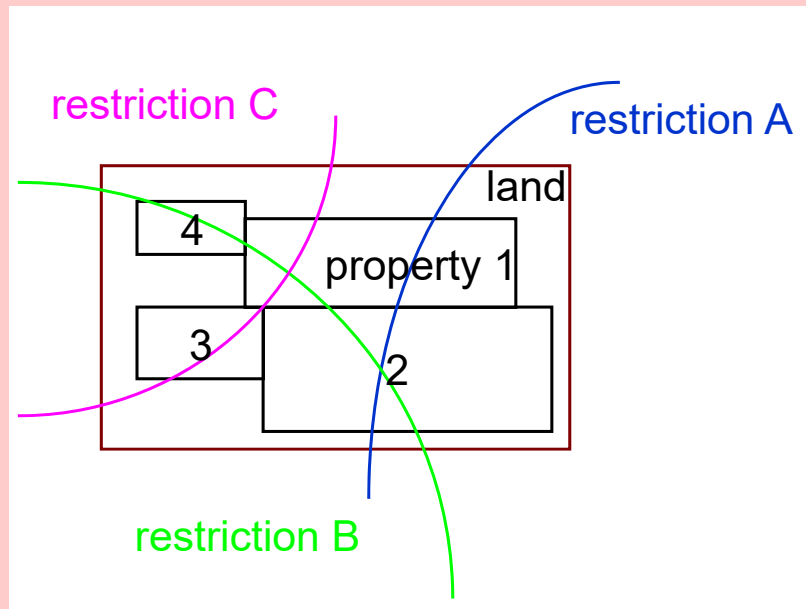 restriction C
restriction A
land
4
property 1
3
2
restriction B